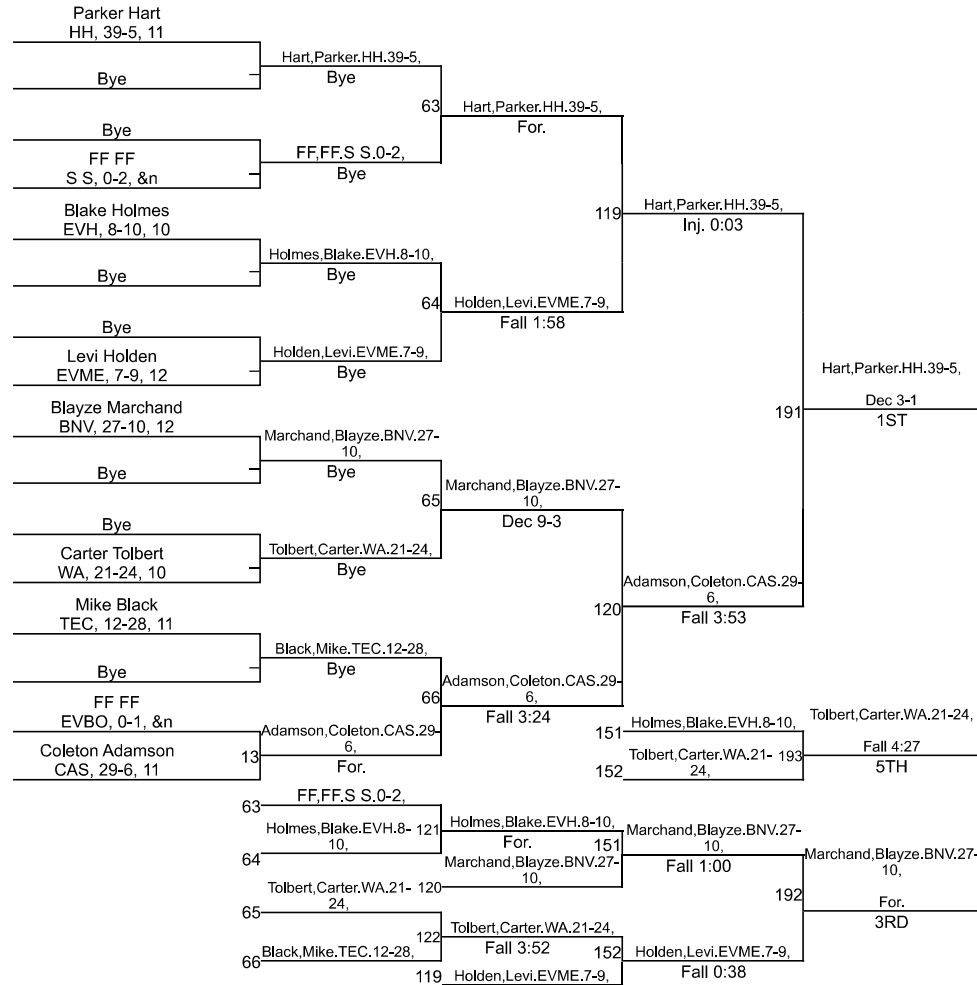 Parker Hart
HH, 39-5, 11
Bye
Bye
FF FF
S S, 0-2, &n
Blake Holmes
EVH, 8-10, 10
Bye
Bye
Levi Holden
EVME, 7-9, 12
Blayze Marchand
BNV, 27-10, 12
Bye
Bye
Carter Tolbert
WA, 21-24, 10
Mike Black
TEC, 12-28, 11
Bye
FF FF
EVBO, 0-1, &n
Coleton Adamson
CAS, 29-6, 11
Hart,Parker.HH.39-5,
Bye
63
FF,FF.S S.0-2,
Bye
Holmes,Blake.EVH.8-10,
Bye
64
Holden,Levi.EVME.7-9,
Bye
Marchand,Blayze.BNV.27-
10,
Bye
65
Tolbert,Carter.WA.21-24,
Bye
Black,Mike.TEC.12-28,
Bye
66
13
Adamson,Coleton.CAS.29-
6,
For.
Hart,Parker.HH.39-5,
For.
119
Holden,Levi.EVME.7-9,
Fall 1:58
Marchand,Blayze.BNV.27-
10,
Dec 9-3
120
Adamson,Coleton.CAS.29-
6,
Fall 3:24
Hart,Parker.HH.39-5,
Inj. 0:03
191
Adamson,Coleton.CAS.29-
6,
Fall 3:53
Hart,Parker.HH.39-5,
Dec 3-1
1ST
151
Holmes,Blake.EVH.8-10,
152
Tolbert,Carter.WA.21-
24,
193
Tolbert,Carter.WA.21-24,
Fall 4:27
5TH
63
FF,FF.S S.0-2,
64
Holmes,Blake.EVH.8-
10,
121
Holmes,Blake.EVH.8-10,
For.
120
Marchand,Blayze.BNV.27-
10,
151
Marchand,Blayze.BNV.27-
10,
Fall 1:00
65
Tolbert,Carter.WA.21-
24,
66
Black,Mike.TEC.12-28,
122
Tolbert,Carter.WA.21-24,
Fall 3:52
119
Holden,Levi.EVME.7-9,
152
Holden,Levi.EVME.7-9,
Fall 0:38
192
Marchand,Blayze.BNV.27-
10,
For.
3RD